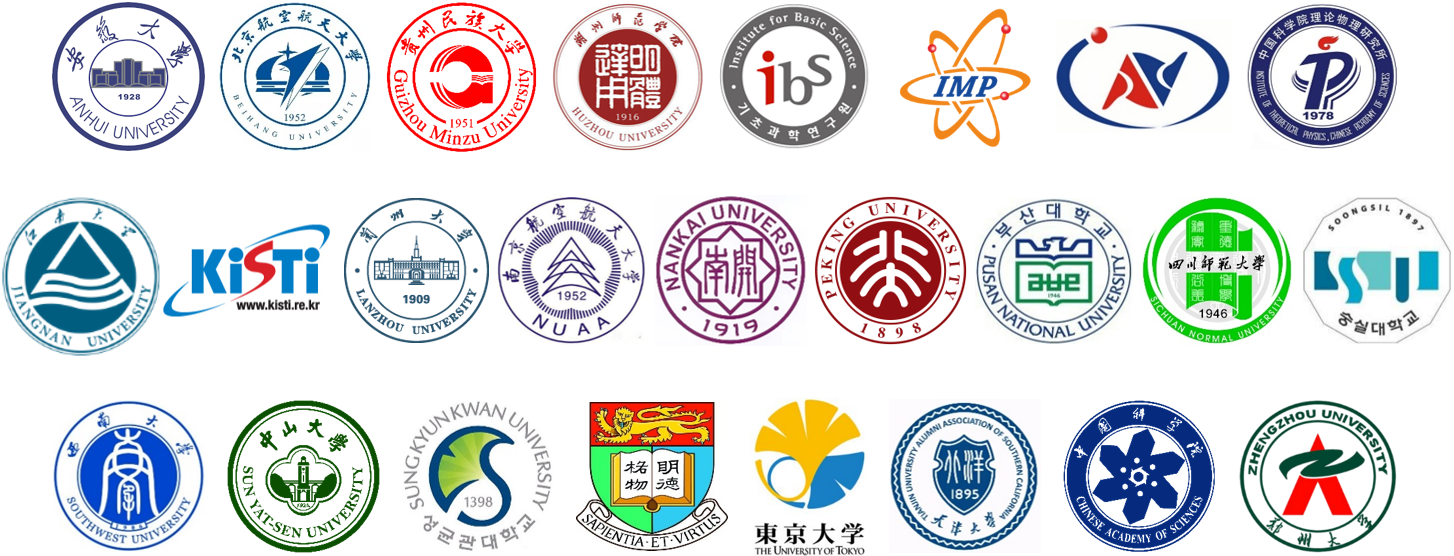 安徽大學
1928
ANHUI UNIVERSITY
北京航空航天大学
1952
BEIHANG UNIVERSITY
贵州民族大学
1951
Guizhou Minzu University
湖州师范学院
明體達用
1916
HUZHOU UNIVERSITY
Institute for Basic Science
ibs
기초과학연구원
IMP
中国科学院理论物理研究所
1978
INSTITUTE OF THEORETICAL PHYSICS, CHINESE ACADEMY OF SCIENCES
江南大学
JIANGNAN UNIVERSITY
KiSTi
www.kisti.re.kr
蘭州大學
1909
LANZHOU UNIVERSITY
南京航空航天大学
1952
NUAA
NANKAI UNIVERSITY
南開
1919
PEKING UNIVERSITY
1898
부산대학교
1946
PUSAN NATIONAL UNIVERSITY
四川师范大学
1946
SICHUAN NORMAL UNIVERSITY
SOONGSIL 1897
숭실대학교
西南大学
SOUTHWEST UNIVERSITY
中山大學
SUN YAT-SEN UNIVERSITY
SUNGKYUNKWAN UNIVERSITY
1398
성균관대학교
明德
格物
SAPIENTIA·ET·VIRTUS
東京大学
THE UNIVERSITY OF TOKYO
TIANJIN UNIVERSITY ALUMNI ASSOCIATION OF SOUTHERN CALIFORNIA
北洋
1895
天津大学
中国科学院
CHINESE ACADEMY OF SCIENCES
ZHENGZHOU UNIVERSITY
郑州大学